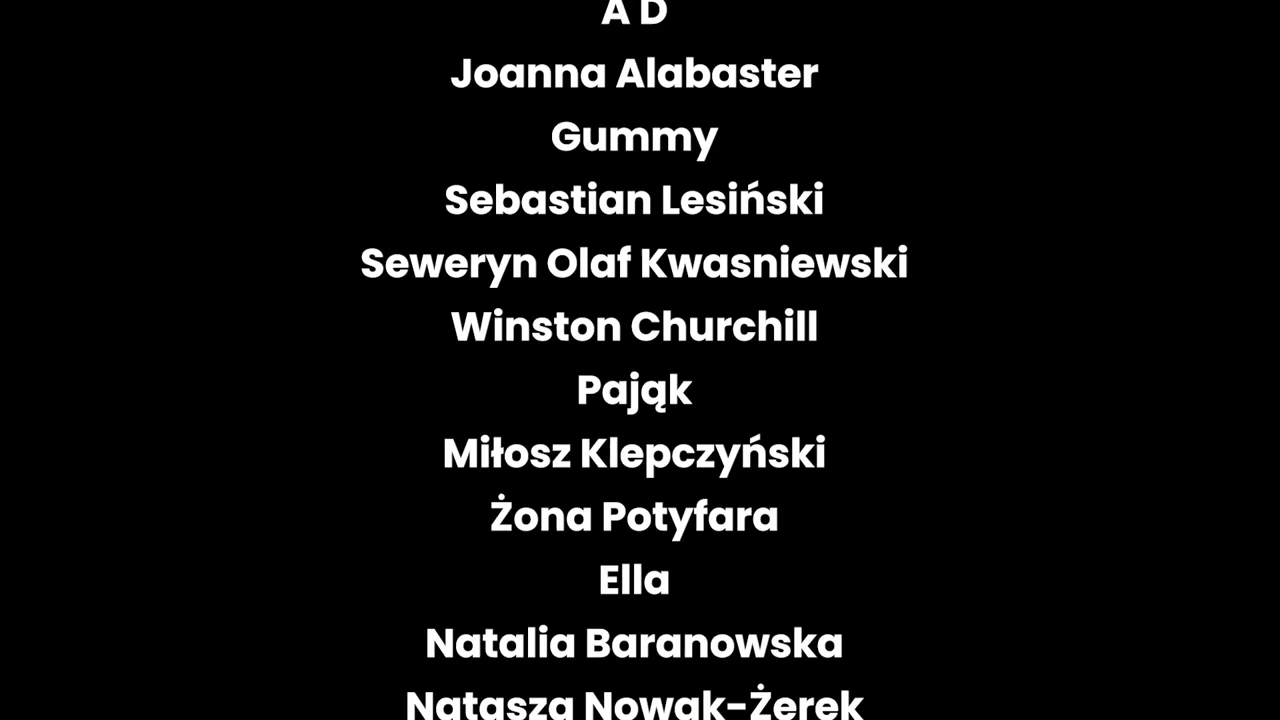 A D
Joanna Alabaster
Gummy
Sebastian Lesiński
Seweryn Olaf Kwasniewski
Winston Churchill
Pająk
Miłosz Klepczyński
Żona Potyfara
Ella
Natalia Baranowska
Natasza Nowak-Żerek